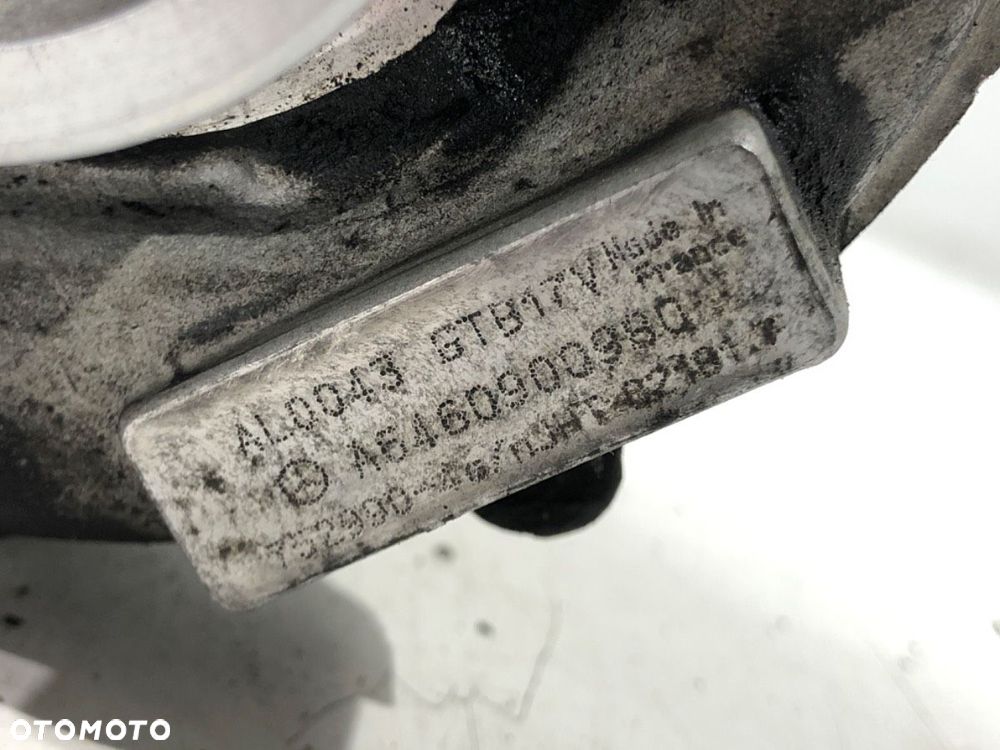 AL0043 GTB17V Made in France
A6460900980
OTOMOTO